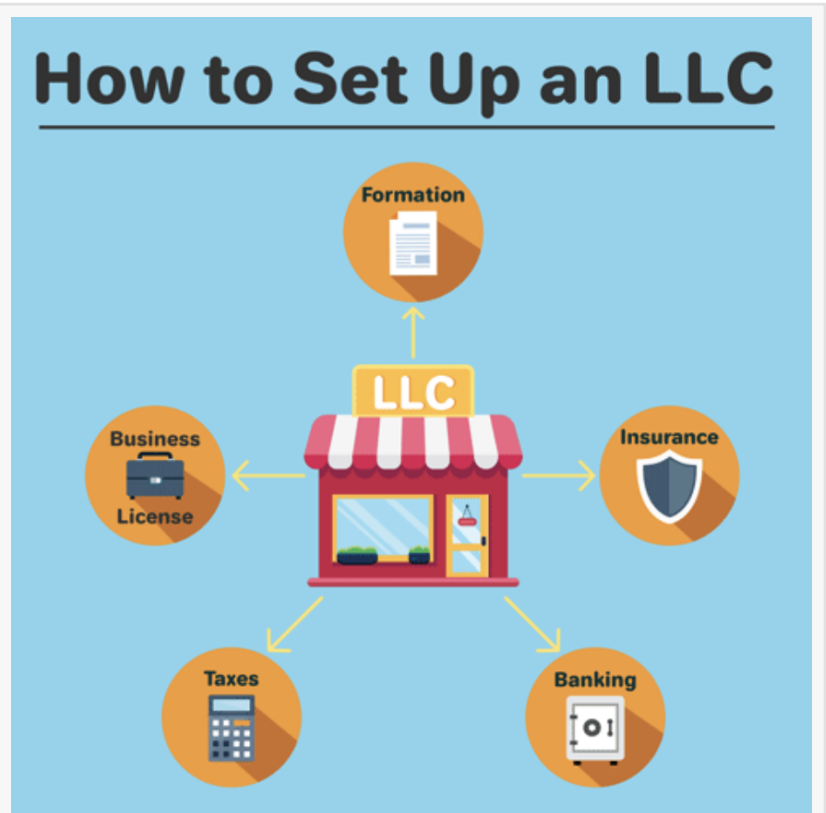 How to Set Up an LLC
Formation
LLC
Business
License
Insurance
Taxes
Banking